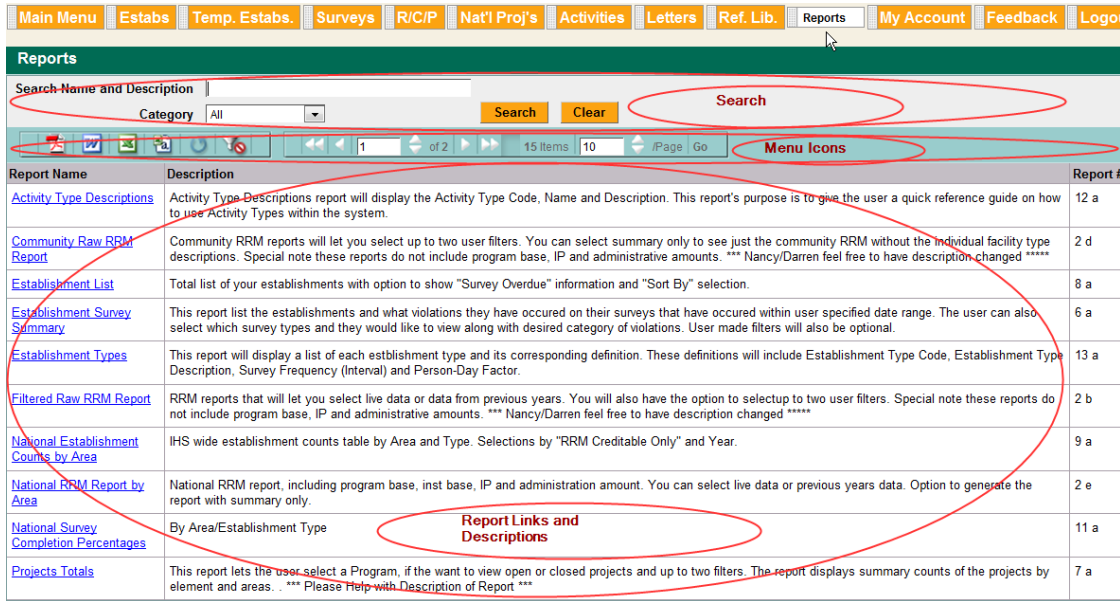 Main Menu Estabs Temp. Estabs. Surveys R/C/P Nat'l Proj's Activities Letters Ref. Lib. Reports My Account Feedback Logou
Reports
Search Name and Description
Search
Category All Search Clear
1 of 2 15 Items 10 /Page Go
Menu Icons
Report Name Description Report #
Activity Type Descriptions Activity Type Descriptions report will display the Activity Type Code, Name and Description. This report's purpose is to give the user a quick reference guide on how 12 a
to use Activity Types within the system.
Community Raw RRM Community RRM reports will let you select up to two user filters. You can select summary only to see just the community RRM without the individual facility type 2 d
Report descriptions. Special note these reports do not include program base, IP and administrative amounts. *** Nancy/Darren feel free to have description changed *****
Establishment List Total list of your establishments with option to show "Survey Overdue" information and "Sort By" selection. 8 a
Establishment Survey This report list the establishments and what violations they have occured on their surveys that have occured within user specified date range. The user can also 6 a
Summary select which survey types and they would like to view along with desired category of violations. User made filters will also be optional.
Establishment Types This report will display a list of each estblishment type and its corresponding definition. These definitions will include Establishment Type Code, Establishment Type 13 a
Description, Survey Frequency (Interval) and Person-Day Factor.
Filtered Raw RRM Report RRM reports that will let you select live data or data from previous years. You will also have the option to selectup to two user filters. Special note these reports do 2 b
not include program base, IP and administrative amounts. *** Nancy/Darren feel free to have description changed *****
National Establishment IHS wide establishment counts table by Area and Type. Selections by "RRM Creditable Only" and Year. 9 a
Counts by Area
National RRM Report by National RRM report, including program base, inst base, IP and administration amount. You can select live data or previous years data. Option to generate the 2 e
Area report with summary only.
National Survey By Area/Establishment Type 11 a
Completion Percentages
Report Links and
Descriptions
Projects Totals This report lets the user select a Program, if the want to view open or closed projects and up to two filters. The report displays summary counts of the projects by 7 a
element and areas. . *** Please Help with Description of Report ***